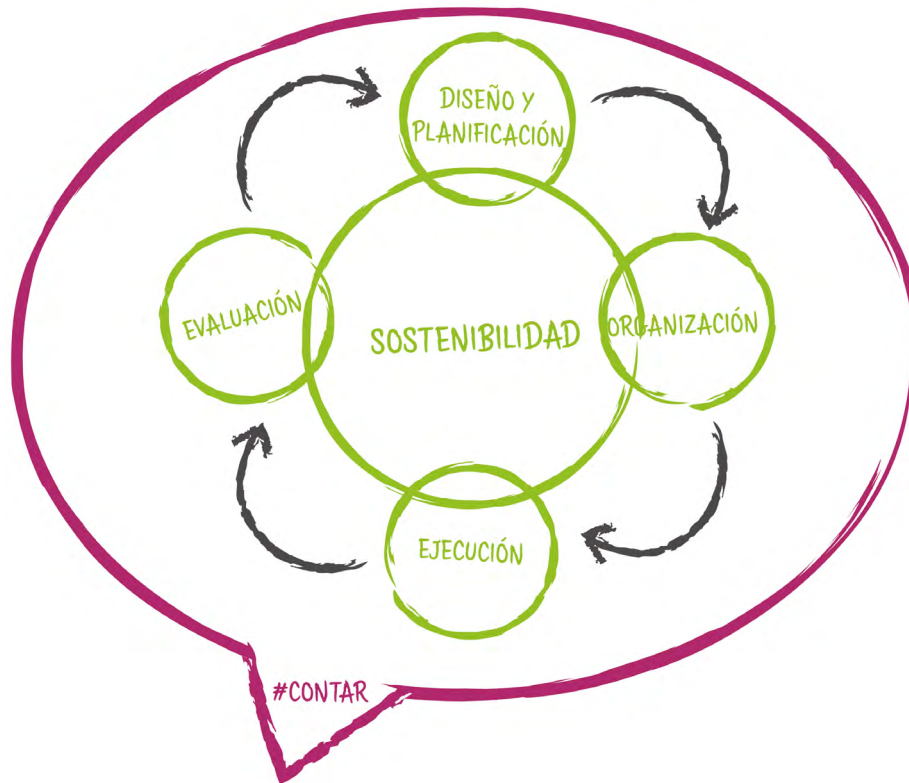 DISEÑO Y
PLANIFICACIÓN
EVALUACIÓN
SOSTENIBILIDAD
ORGANIZACIÓN
EJECUCIÓN
#CONTAR